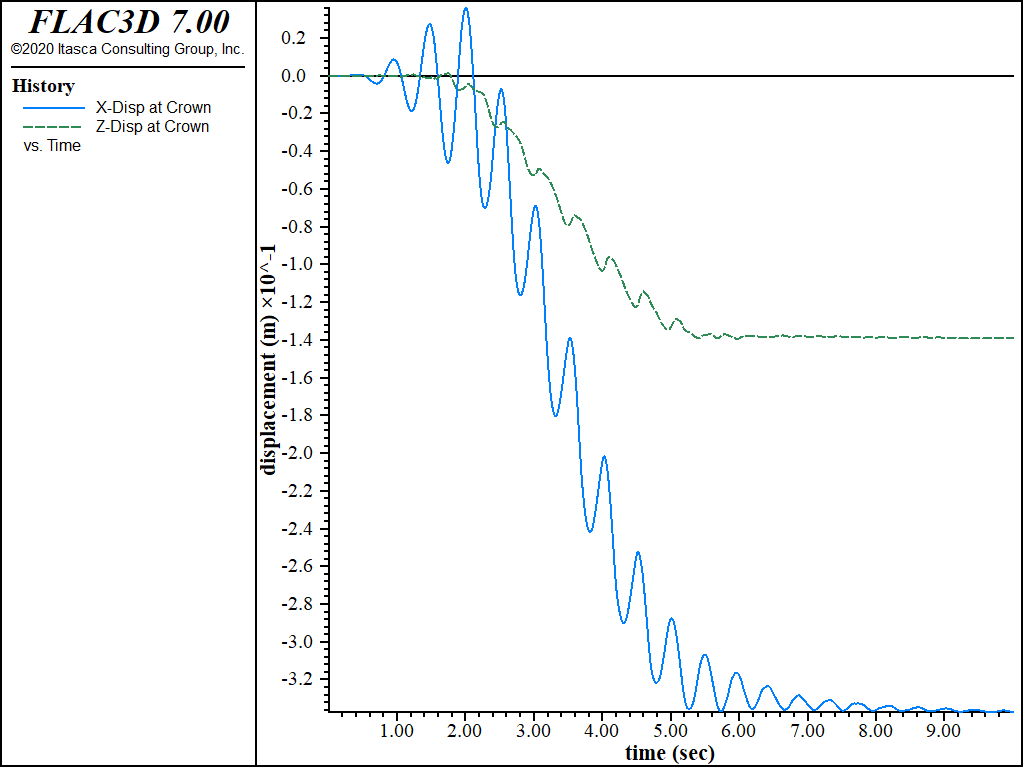 FLAC3D 7.00
©2020 Itasca Consulting Group, Inc.
History
X-Disp at Crown
Z-Disp at Crown
vs. Time
displacement (m) ×10^-1
0.2
0.0
-0.2
-0.4
-0.6
-0.8
-1.0
-1.2
-1.4
-1.6
-1.8
-2.0
-2.2
-2.4
-2.6
-2.8
-3.0
-3.2
1.00 2.00 3.00 4.00 5.00 6.00 7.00 8.00 9.00
time (sec)